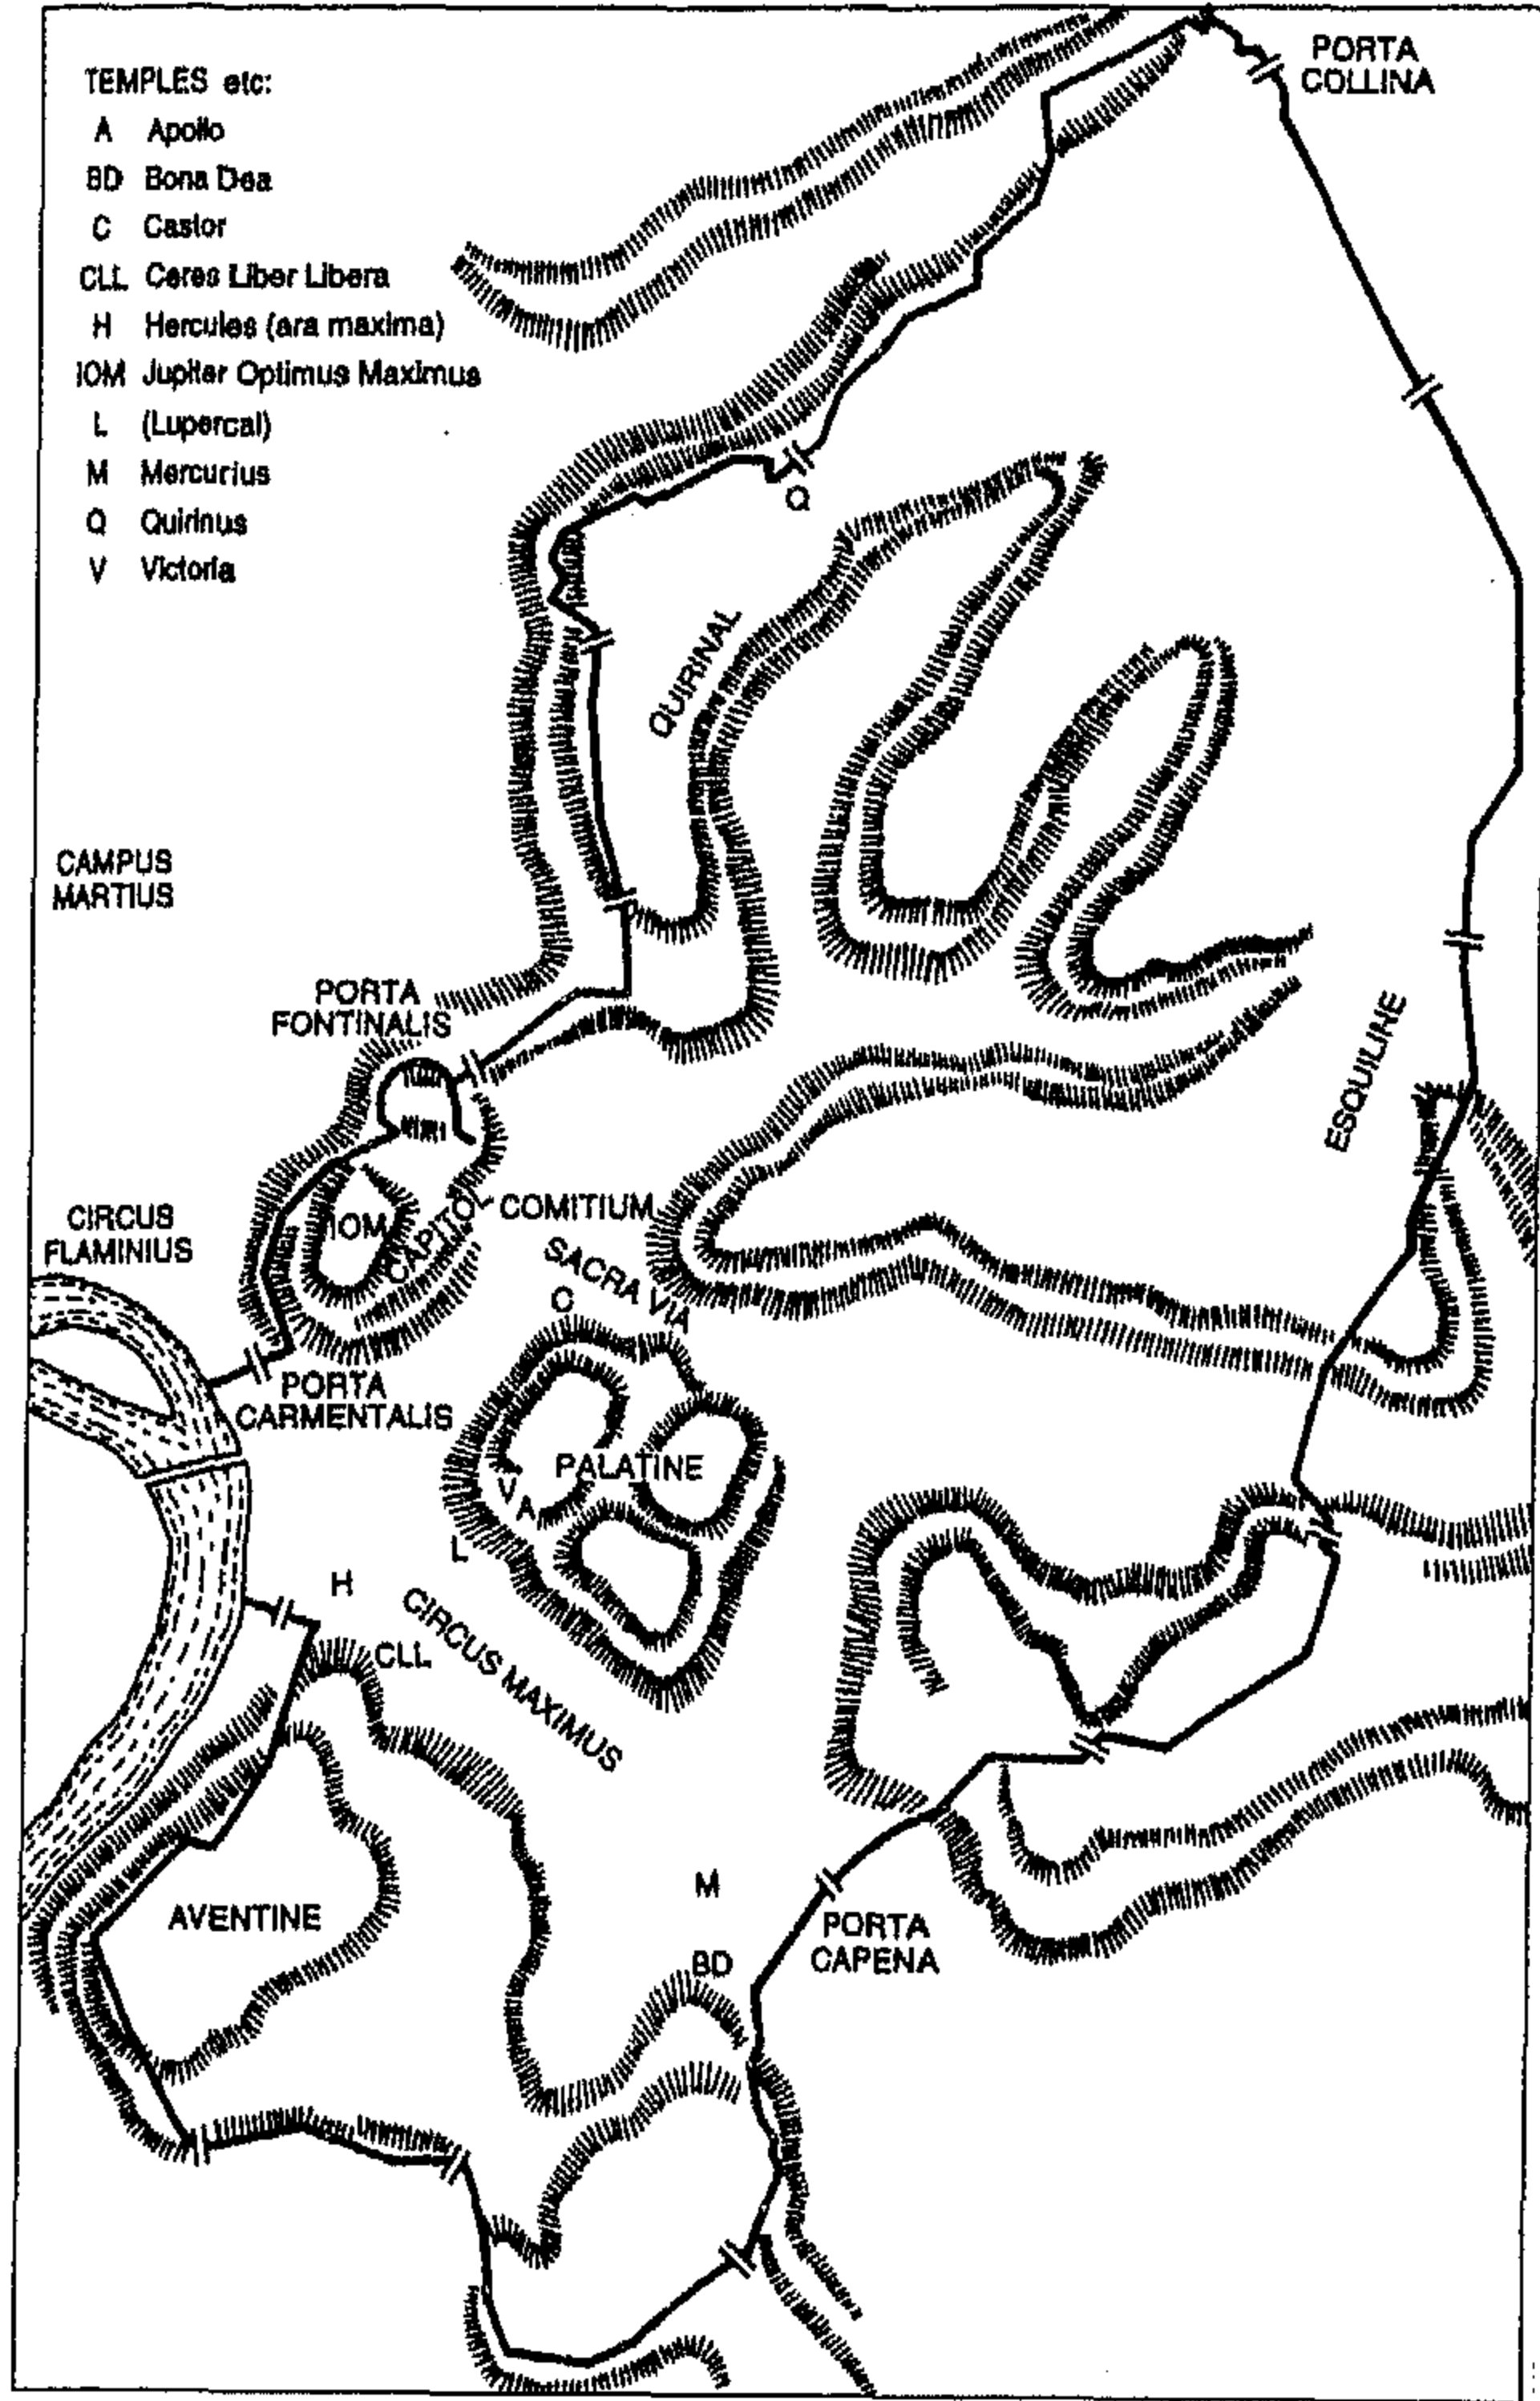 TEMPLES etc:
A Apollo
BD Bona Dea
C Castor
CLL Ceres Liber Libera
H Hercules (ara maxima)
IOM Jupiter Optimus Maximus
L (Lupercal)
M Mercurius
Q Quirinus
V Victoria
PORTA
COLLINA
Q
QUIRINAL
CAMPUS
MARTIUS
PORTA
FONTINALIS
ESQUILINE
CIRCUS
FLAMINIUS
IOM
CAPITOL
COMITIUM
SACRA VIA
C
PORTA
CARMENTALIS
PALATINE
V
A
L
H
CIRCUS MAXIMUS
CLL
AVENTINE
M
PORTA
CAPENA
BD